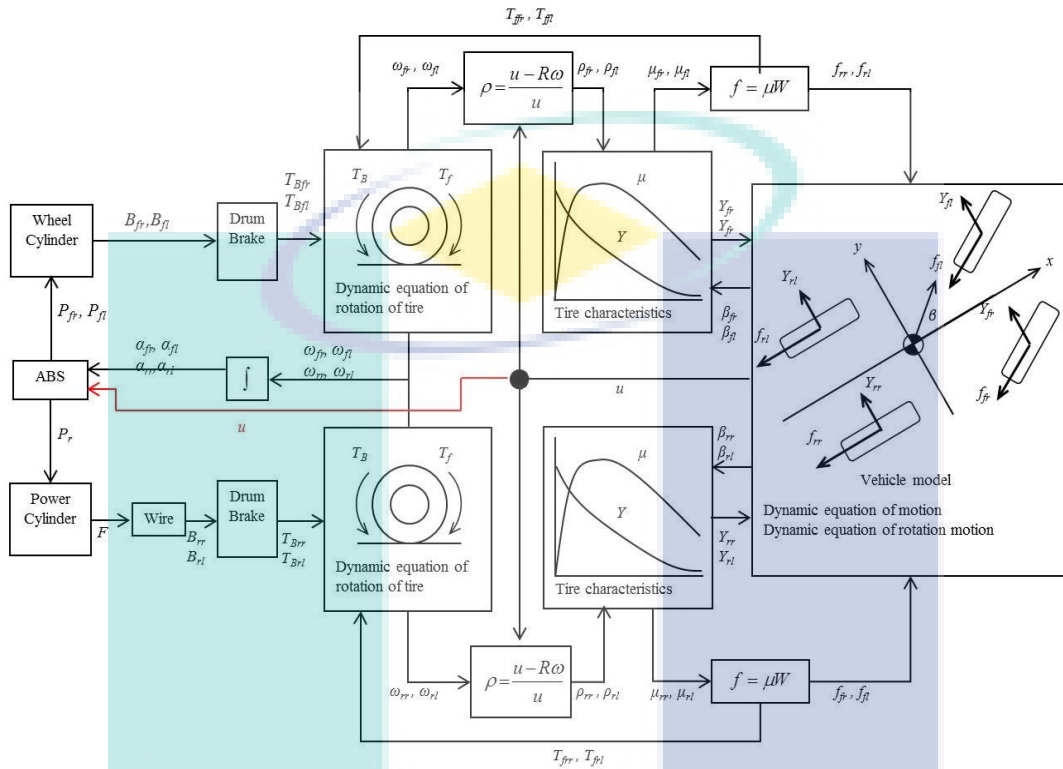 T_ffr , T_ffl
ω_fr , ω_fl
ρ = (u − Rω) / u
ρ_fr , ρ_fl
μ_fr , μ_fl
f = μW
f_rr , f_rl
Wheel
Cylinder
B_fr, B_fl
Drum
Brake
T_Bfr
T_Bfl
T_B
T_f
Dynamic equation of
rotation of tire
μ
Y
Tire characteristics
Y_fr
Y_fr
β_fr
β_fl
P_fr , P_fl
α_fr , α_fl
α_rr , α_rl
∫
ω_fr , ω_fl
ω_rr , ω_rl
ABS
u
u
P_r
Power
Cylinder
F
Wire
B_rr
B_rl
Drum
Brake
T_Brr
T_Brl
T_B
T_f
Dynamic equation of
rotation of tire
μ
Y
Tire characteristics
β_rr
β_rl
Y_rr
Y_rl
Y_fl
f_fl
x
y
β
Y_rl
f_rl
Y_fr
f_fr
Y_rr
f_rr
Vehicle model
Dynamic equation of motion
Dynamic equation of rotation motion
ω_rr , ω_rl
ρ = (u − Rω) / u
ρ_rr , ρ_rl
μ_rr , μ_rl
f = μW
f_fr , f_fl
T_frr , T_frl